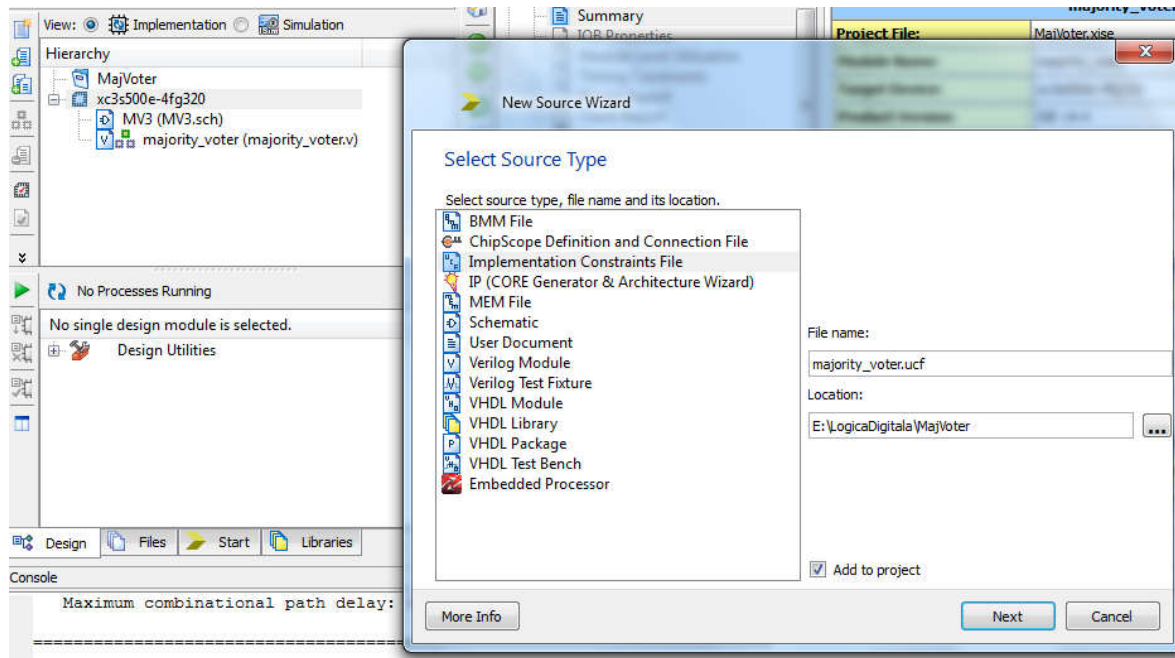 View: Implementation Simulation
Hierarchy
MajVoter
xc3s500e-4fg320
MV3 (MV3.sch)
majority_voter (majority_voter.v)
No Processes Running
No single design module is selected.
Design Utilities
Design Files Start Libraries
Console
Maximum combinational path delay:
====================================
Summary
IOB Properties
majority_voter
Project File: MajVoter.xise
New Source Wizard
Select Source Type
Select source type, file name and its location.
BMM File
ChipScope Definition and Connection File
Implementation Constraints File
IP (CORE Generator & Architecture Wizard)
MEM File
Schematic
User Document
Verilog Module
Verilog Test Fixture
VHDL Module
VHDL Library
VHDL Package
VHDL Test Bench
Embedded Processor
File name:
majority_voter.ucf
Location:
E:\LogicaDigitala\MajVoter
...
Add to project
More Info Next Cancel